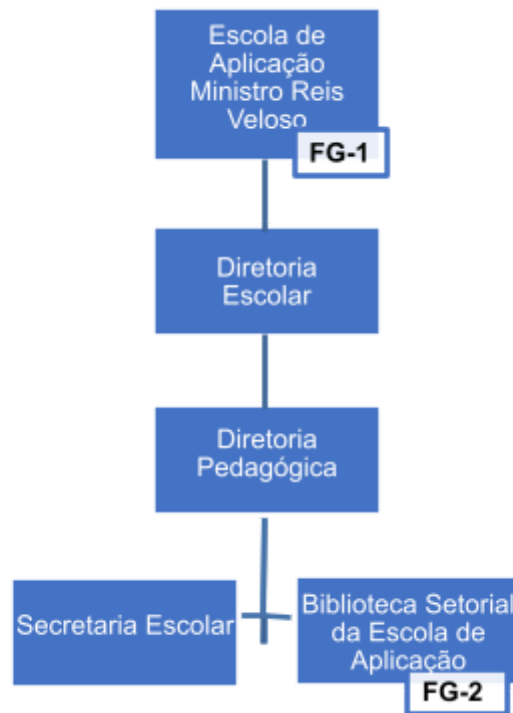 Escola de
Aplicação
Ministro Reis
Veloso
FG-1
Diretoria
Escolar
Diretoria
Pedagógica
Secretaria Escolar
Biblioteca Setorial
da Escola de
Aplicação
FG-2